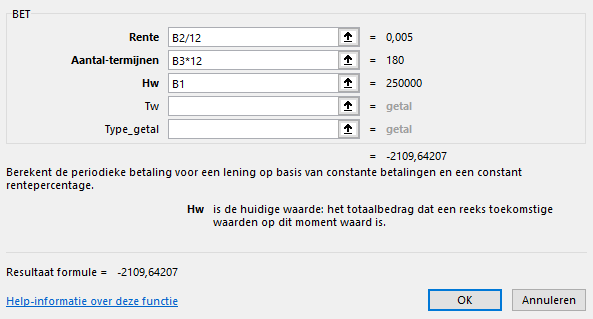 BET
Rente B2/12 = 0,005
Aantal-termijnen B3*12 = 180
Hw B1 = 250000
Tw = getal
Type_getal = getal
= -2109,64207
Berekent de periodieke betaling voor een lening op basis van constante betalingen en een constant
rentepercentage.
Hw is de huidige waarde: het totaalbedrag dat een reeks toekomstige
waarden op dit moment waard is.
Resultaat formule = -2109,64207
Help-informatie over deze functie OK Annuleren